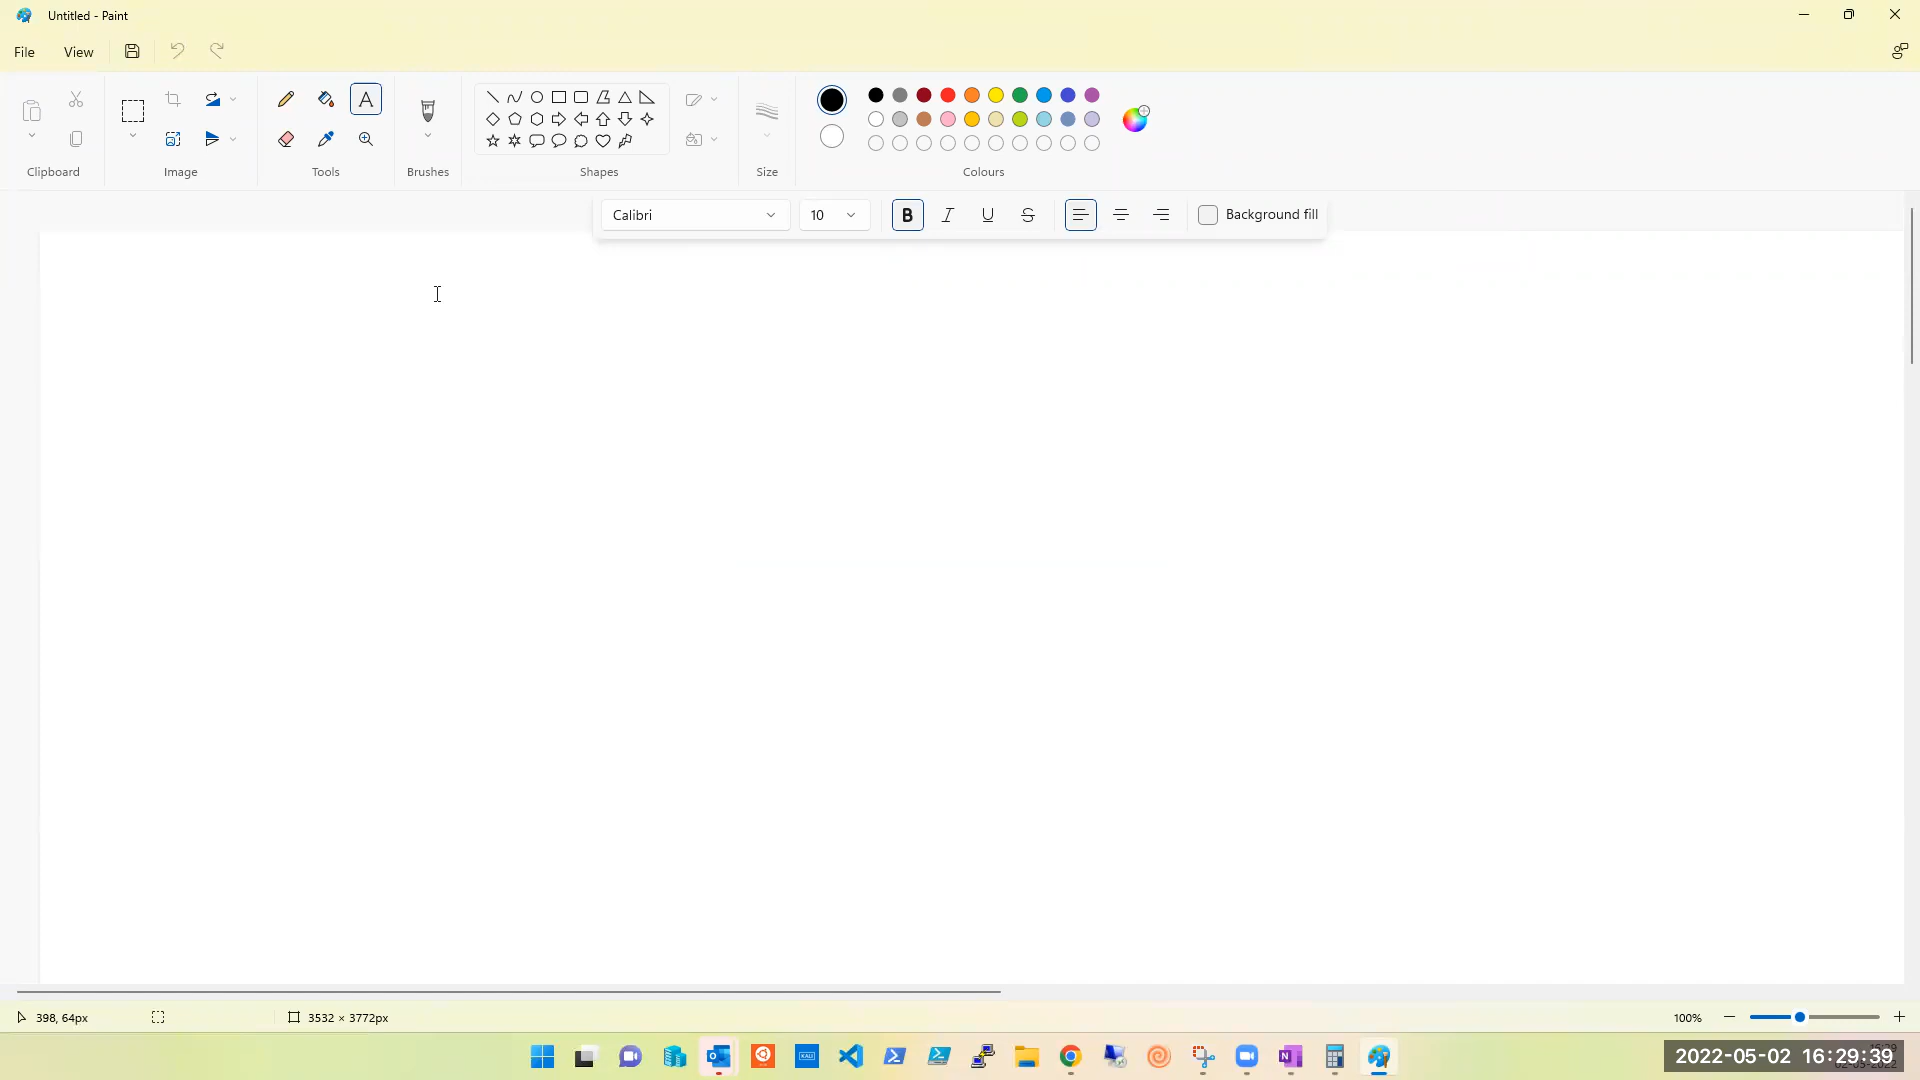 Untitled - Paint
File View
Clipboard Image Tools Brushes Shapes Size Colours
A
Calibri 10 B I U S Background fill
398, 64px 3532 × 3772px 100%
KALI
2022-05-02 16:29:39